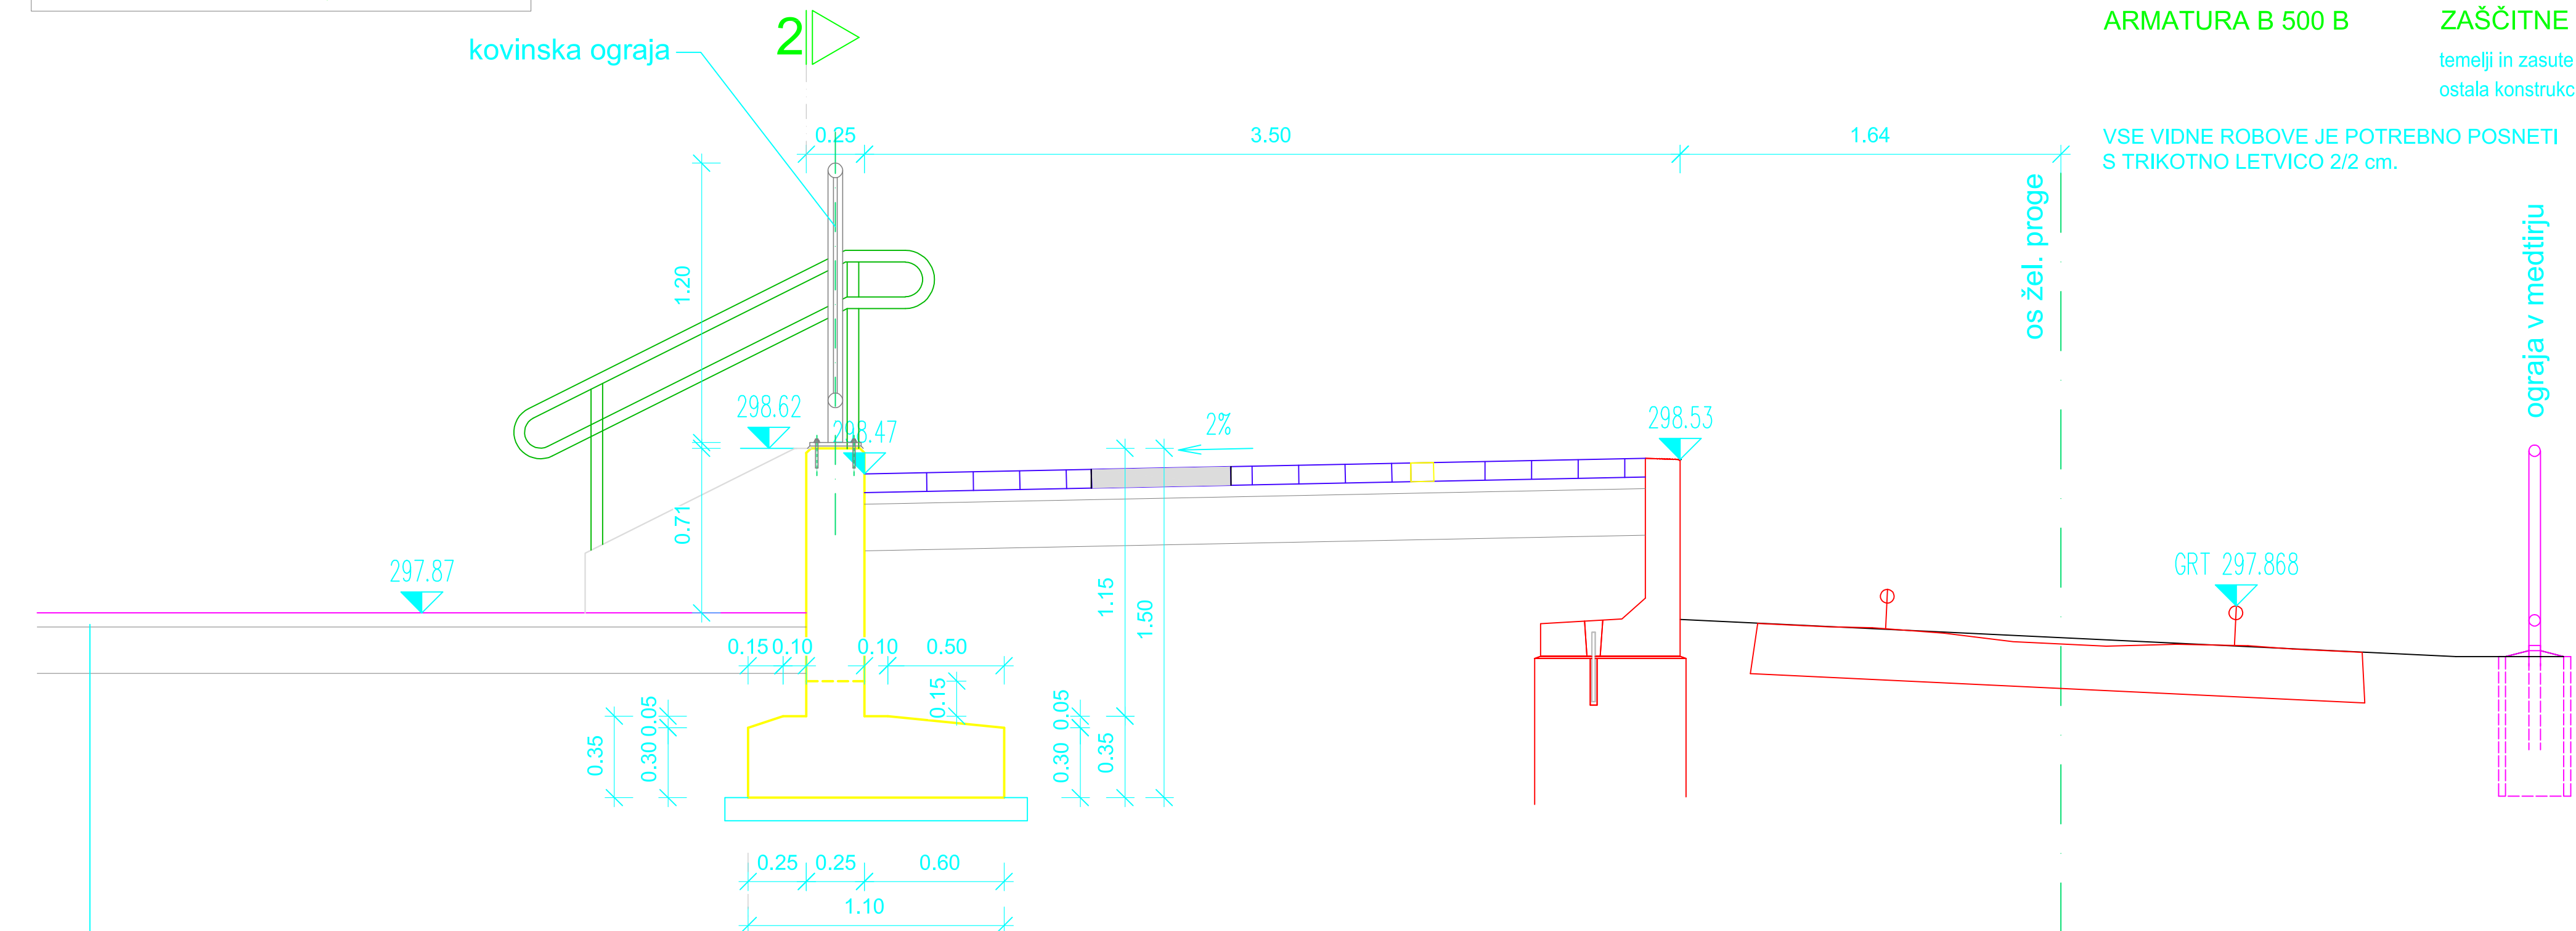 ARMATURA B 500 B
ZAŠČITNE
temelji in zasute
ostala konstrukc
VSE VIDNE ROBOVE JE POTREBNO POSNETI
S TRIKOTNO LETVICO 2/2 cm.
2
kovinska ograja
0.25
3.50
1.64
os žel. proge
ograja v medtirju
1.20
0.71
298.62
298.47
2%
298.53
297.87
GRT 297.868
1.15
1.50
0.15
0.10
0.10
0.50
0.15
0.05
0.30
0.35
0.05
0.30
0.35
0.25
0.25
0.60
1.10